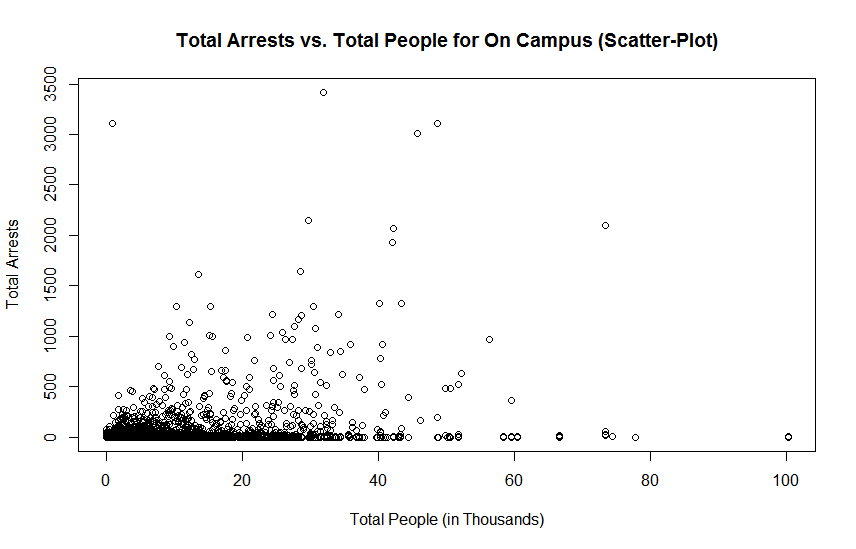 Total Arrests vs. Total People for On Campus (Scatter-Plot)
3500
3000
2500
2000
1500
1000
500
0
Total Arrests
0 20 40 60 80 100
Total People (in Thousands)